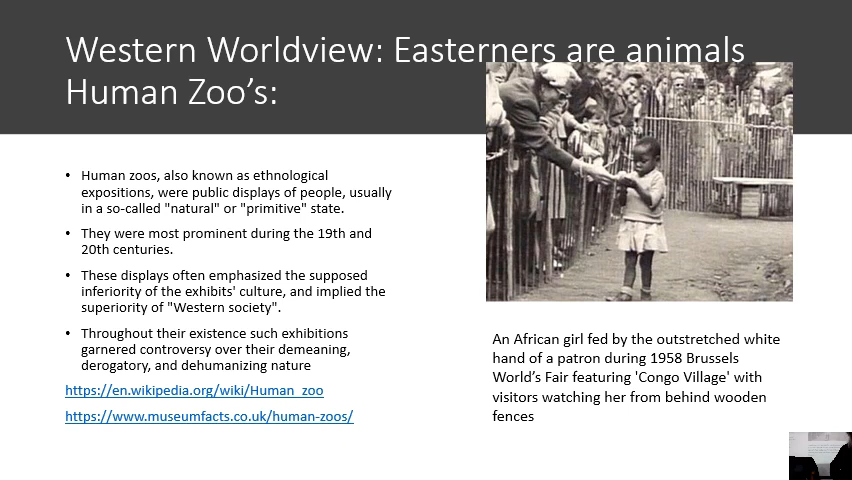 Western Worldview: Easterners are animals
Human Zoo's:
• Human zoos, also known as ethnological
expositions, were public displays of people, usually
in a so-called "natural" or "primitive" state.
• They were most prominent during the 19th and
20th centuries.
• These displays often emphasized the supposed
inferiority of the exhibits' culture, and implied the
superiority of "Western society".
• Throughout their existence such exhibitions
garnered controversy over their demeaning,
derogatory, and dehumanizing nature
https://en.wikipedia.org/wiki/Human_zoo
https://www.museumfacts.co.uk/human-zoos/
An African girl fed by the outstretched white
hand of a patron during 1958 Brussels
World's Fair featuring 'Congo Village' with
visitors watching her from behind wooden
fences